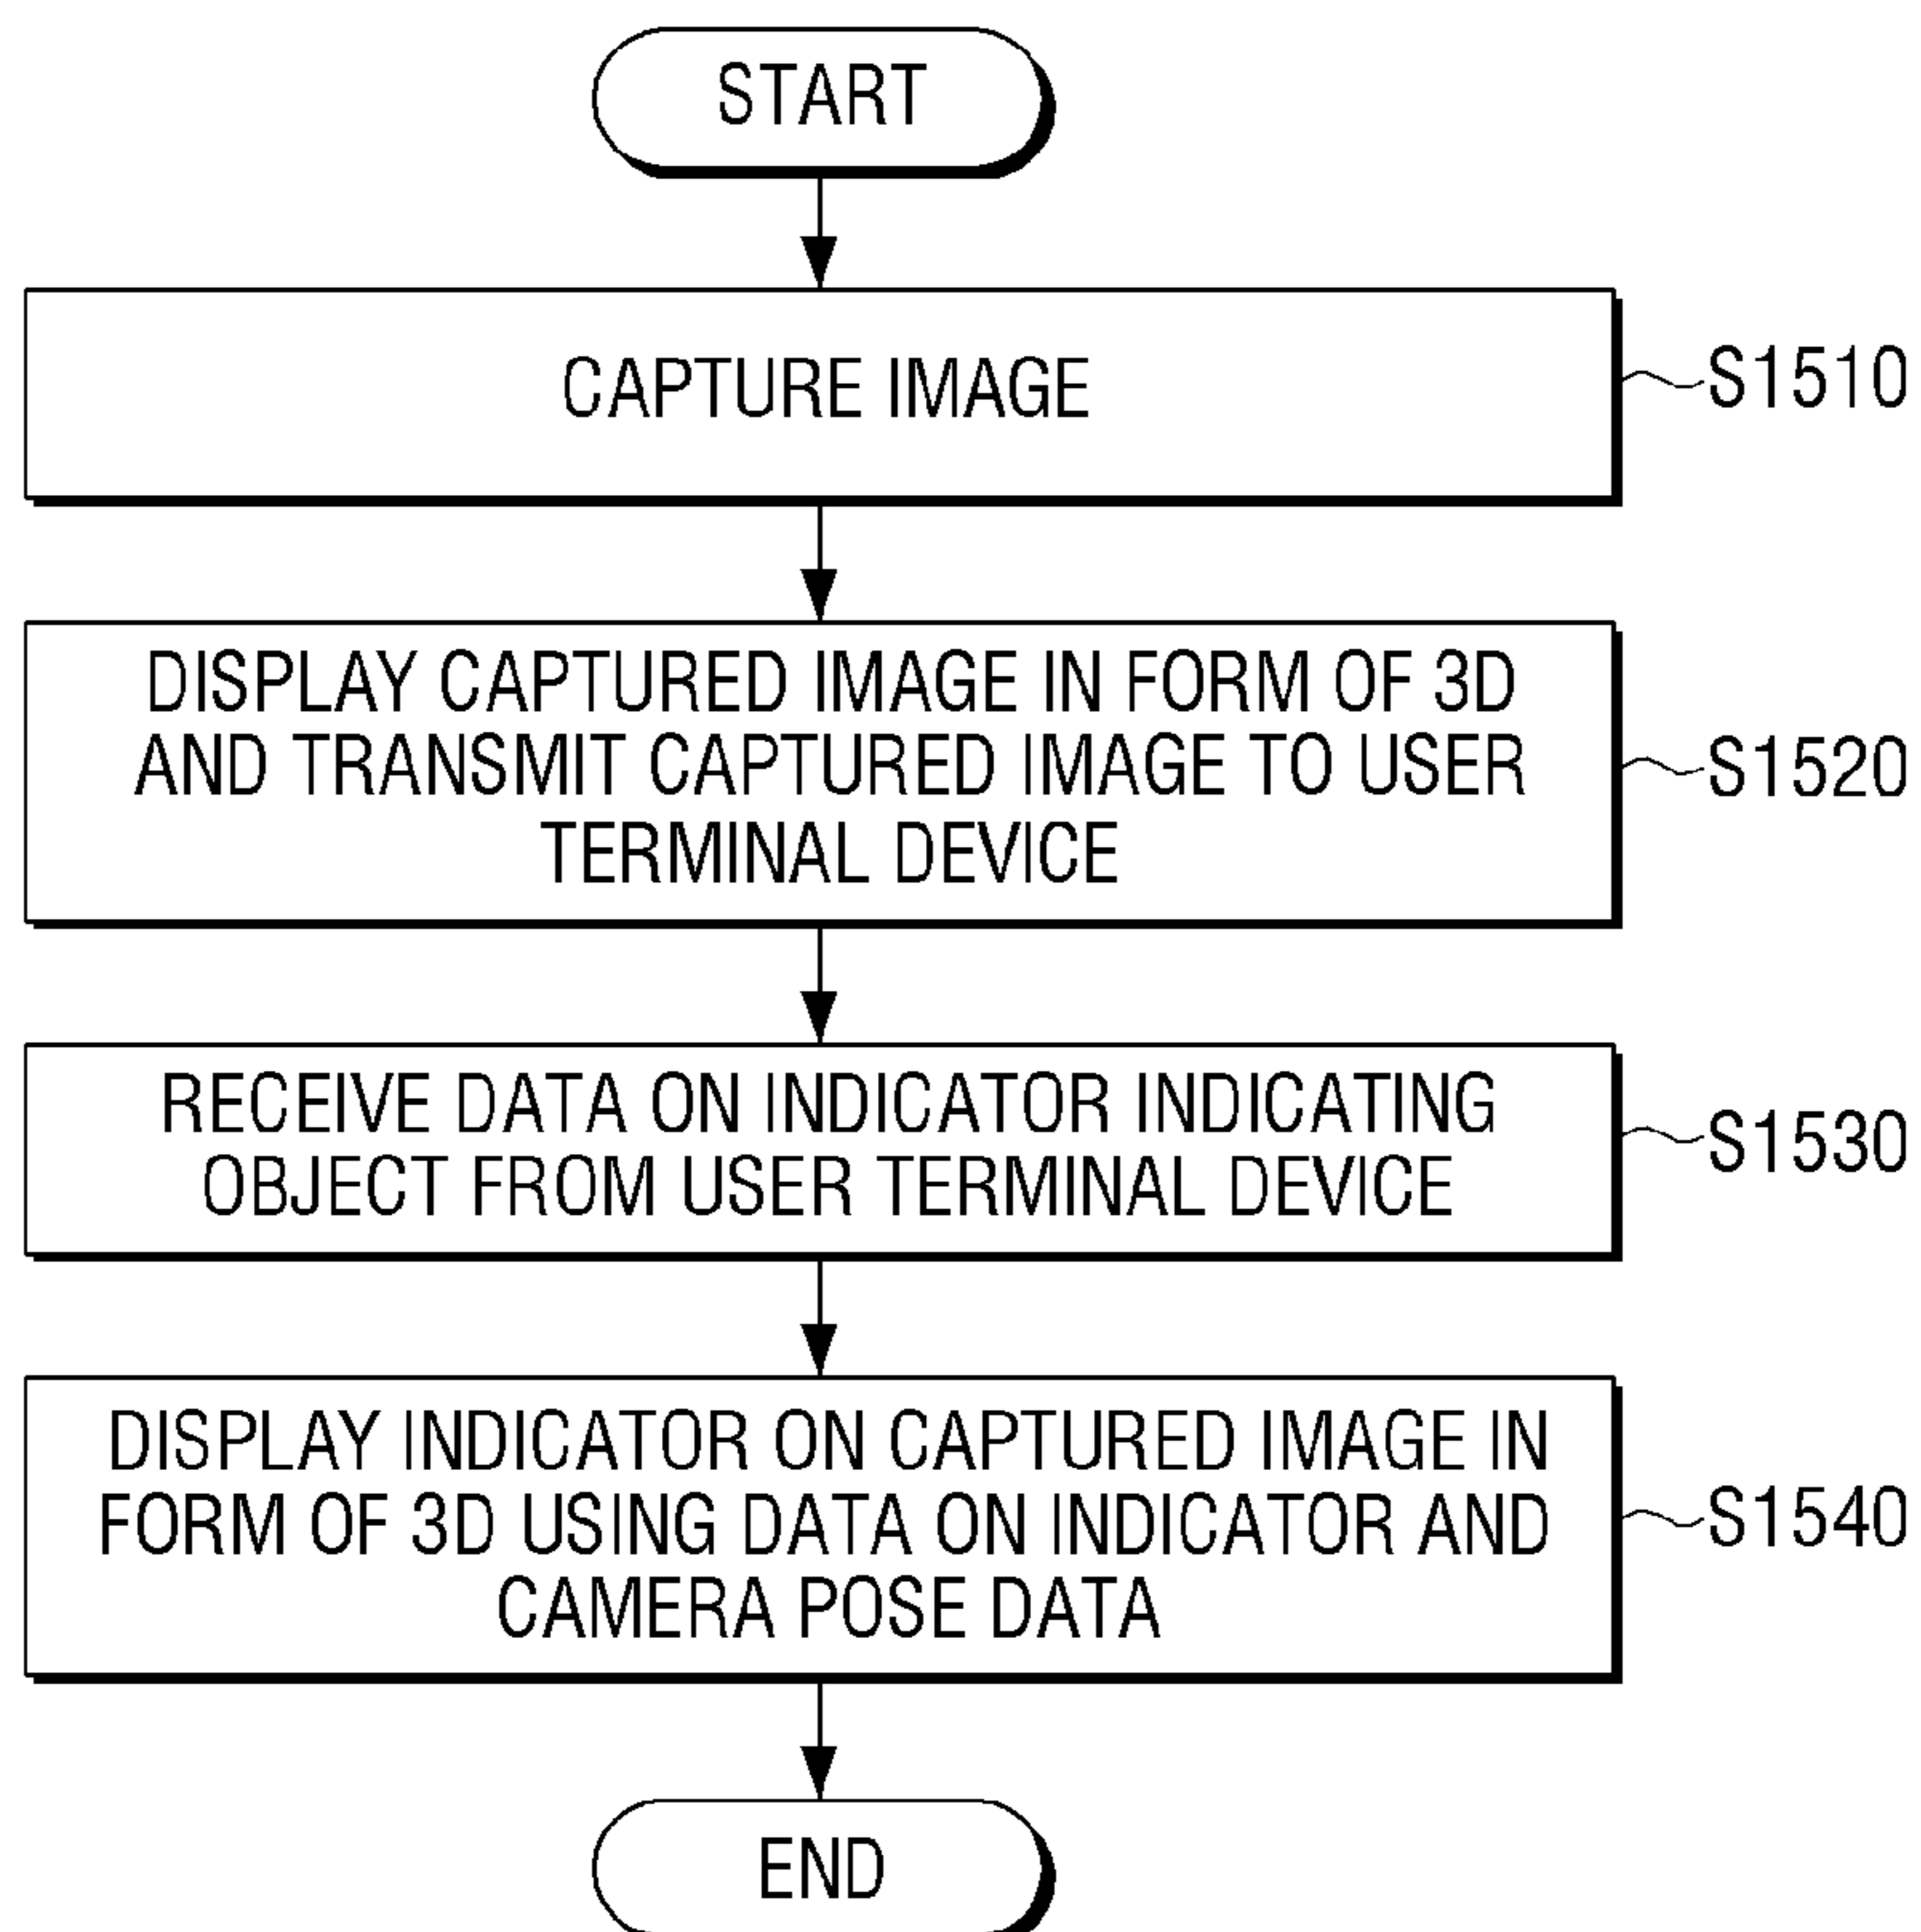 START
CAPTURE IMAGE
S1510
DISPLAY CAPTURED IMAGE IN FORM OF 3D
AND TRANSMIT CAPTURED IMAGE TO USER
TERMINAL DEVICE
S1520
RECEIVE DATA ON INDICATOR INDICATING
OBJECT FROM USER TERMINAL DEVICE
S1530
DISPLAY INDICATOR ON CAPTURED IMAGE IN
FORM OF 3D USING DATA ON INDICATOR AND
CAMERA POSE DATA
S1540
END